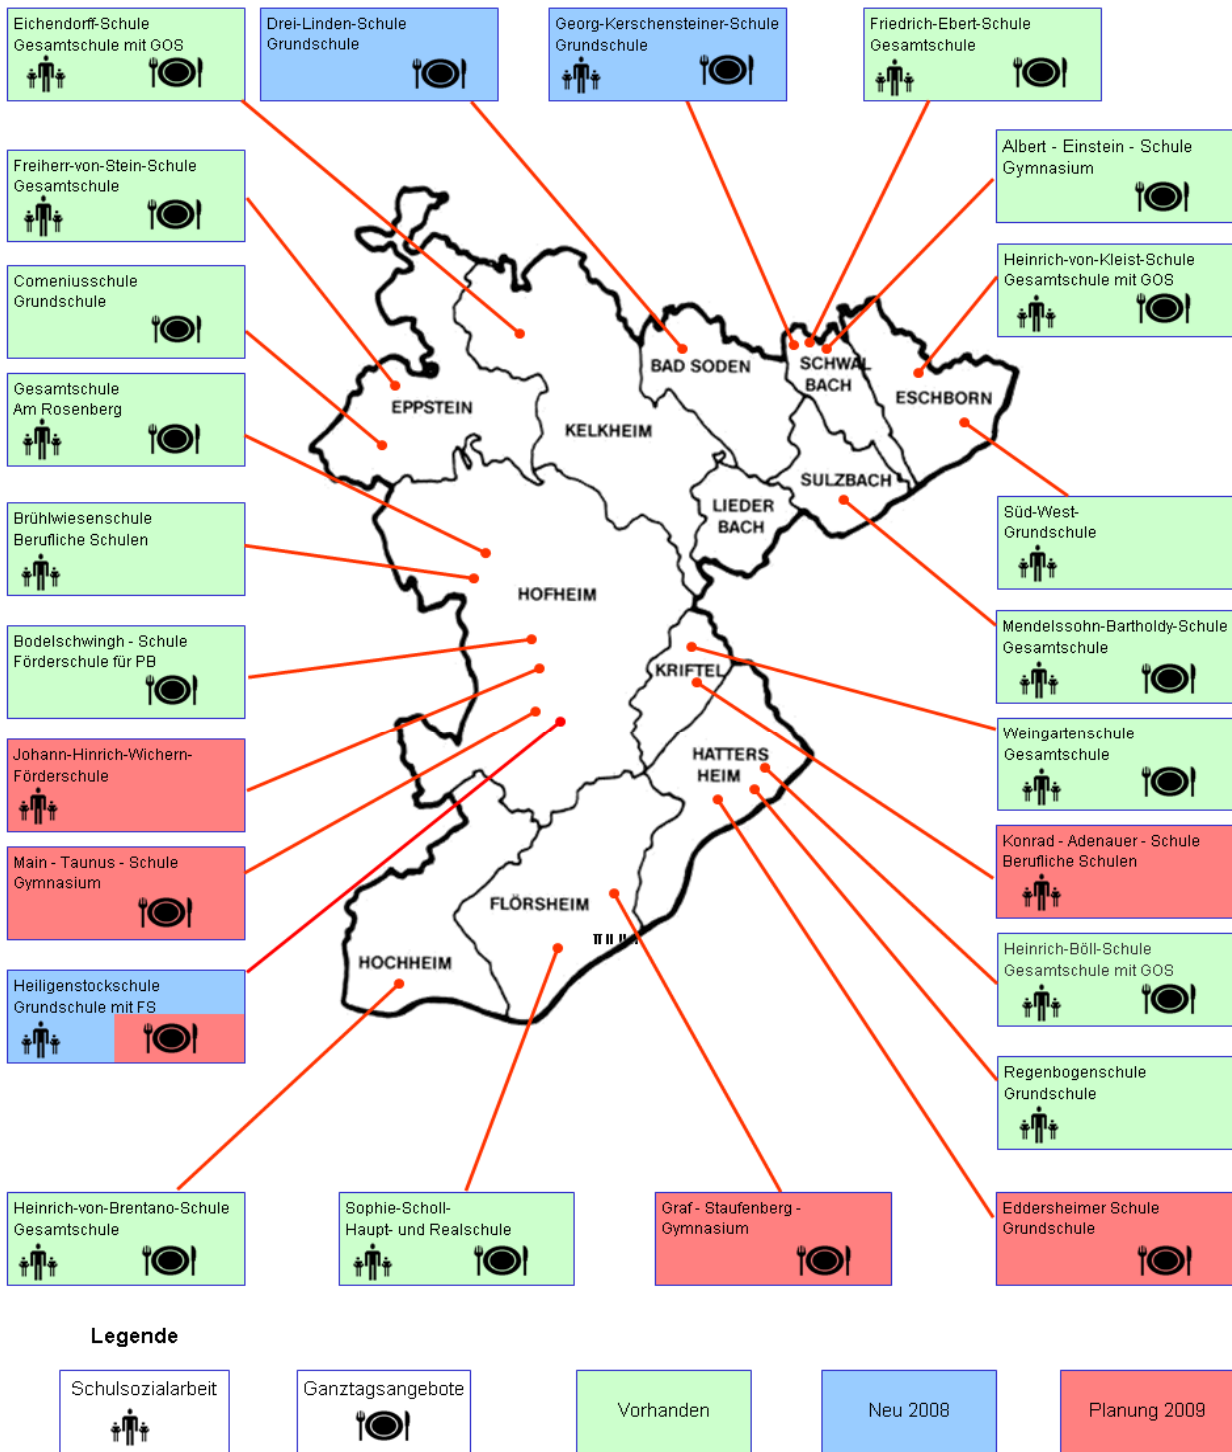 Eichendorff-Schule
Gesamtschule mit GOS
Drei-Linden-Schule
Grundschule
Georg-Kerschensteiner-Schule
Grundschule
Friedrich-Ebert-Schule
Gesamtschule
Albert - Einstein - Schule
Gymnasium
Freiherr-von-Stein-Schule
Gesamtschule
Heinrich-von-Kleist-Schule
Gesamtschule mit GOS
Comeniusschule
Grundschule
Gesamtschule
Am Rosenberg
BAD SODEN
SCHWAL
BACH
ESCHBORN
EPPSTEIN
KELKHEIM
SULZBACH
LIEDER
BACH
Brühlwiesenschule
Berufliche Schulen
Süd-West-
Grundschule
HOFHEIM
Bodelschwingh - Schule
Förderschule für PB
Mendelssohn-Bartholdy-Schule
Gesamtschule
KRIFTEL
Johann-Hinrich-Wichern-
Förderschule
Weingartenschule
Gesamtschule
HATTERS
HEIM
Main - Taunus - Schule
Gymnasium
Konrad - Adenauer - Schule
Berufliche Schulen
FLÖRSHEIM
HOCHHEIM
Heiligenstockschule
Grundschule mit FS
Heinrich-Böll-Schule
Gesamtschule mit GOS
Regenbogenschule
Grundschule
Heinrich-von-Brentano-Schule
Gesamtschule
Sophie-Scholl-
Haupt- und Realschule
Graf - Staufenberg -
Gymnasium
Eddersheimer Schule
Grundschule
Legende
Schulsozialarbeit
Ganztagsangebote
Vorhanden
Neu 2008
Planung 2009